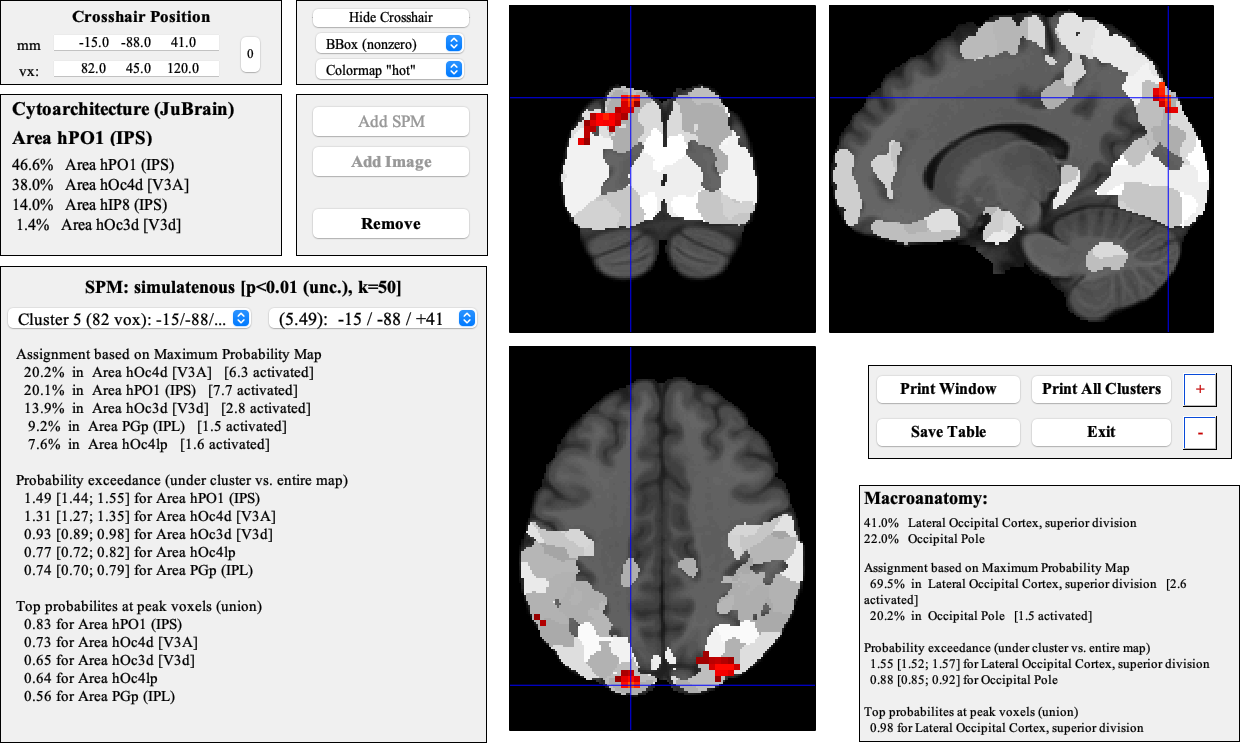 Crosshair Position
mm -15.0 -88.0 41.0
vx: 82.0 45.0 120.0
0
Hide Crosshair
BBox (nonzero)
Colormap "hot"
Cytoarchitecture (JuBrain)
Area hPO1 (IPS)
46.6% Area hPO1 (IPS)
38.0% Area hOc4d [V3A]
14.0% Area hIP8 (IPS)
1.4% Area hOc3d [V3d]
Add SPM
Add Image
Remove
SPM: simulatenous [p<0.01 (unc.), k=50]
Cluster 5 (82 vox): -15/-88/...
(5.49): -15 / -88 / +41
Assignment based on Maximum Probability Map
20.2% in Area hOc4d [V3A] [6.3 activated]
20.1% in Area hPO1 (IPS) [7.7 activated]
13.9% in Area hOc3d [V3d] [2.8 activated]
9.2% in Area PGp (IPL) [1.5 activated]
7.6% in Area hOc4lp [1.6 activated]
Probability exceedance (under cluster vs. entire map)
1.49 [1.44; 1.55] for Area hPO1 (IPS)
1.31 [1.27; 1.35] for Area hOc4d [V3A]
0.93 [0.89; 0.98] for Area hOc3d [V3d]
0.77 [0.72; 0.82] for Area hOc4lp
0.74 [0.70; 0.79] for Area PGp (IPL)
Top probabilites at peak voxels (union)
0.83 for Area hPO1 (IPS)
0.73 for Area hOc4d [V3A]
0.65 for Area hOc3d [V3d]
0.64 for Area hOc4lp
0.56 for Area PGp (IPL)
Print Window
Print All Clusters
+
Save Table
Exit
-
Macroanatomy:
41.0% Lateral Occipital Cortex, superior division
22.0% Occipital Pole
Assignment based on Maximum Probability Map
69.5% in Lateral Occipital Cortex, superior division [2.6
activated]
20.2% in Occipital Pole [1.5 activated]
Probability exceedance (under cluster vs. entire map)
1.55 [1.52; 1.57] for Lateral Occipital Cortex, superior division
0.88 [0.85; 0.92] for Occipital Pole
Top probabilites at peak voxels (union)
0.98 for Lateral Occipital Cortex, superior division